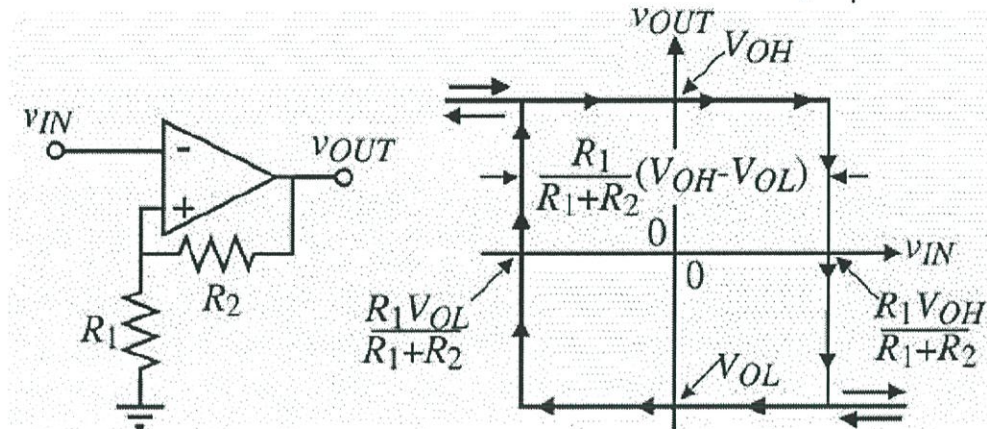 vIN
-
+
vOUT
R2
R1
vOUT
VOH
R1/(R1+R2)(VOH-VOL)
0
0
vIN
R1VOL/(R1+R2)
R1VOH/(R1+R2)
VOL